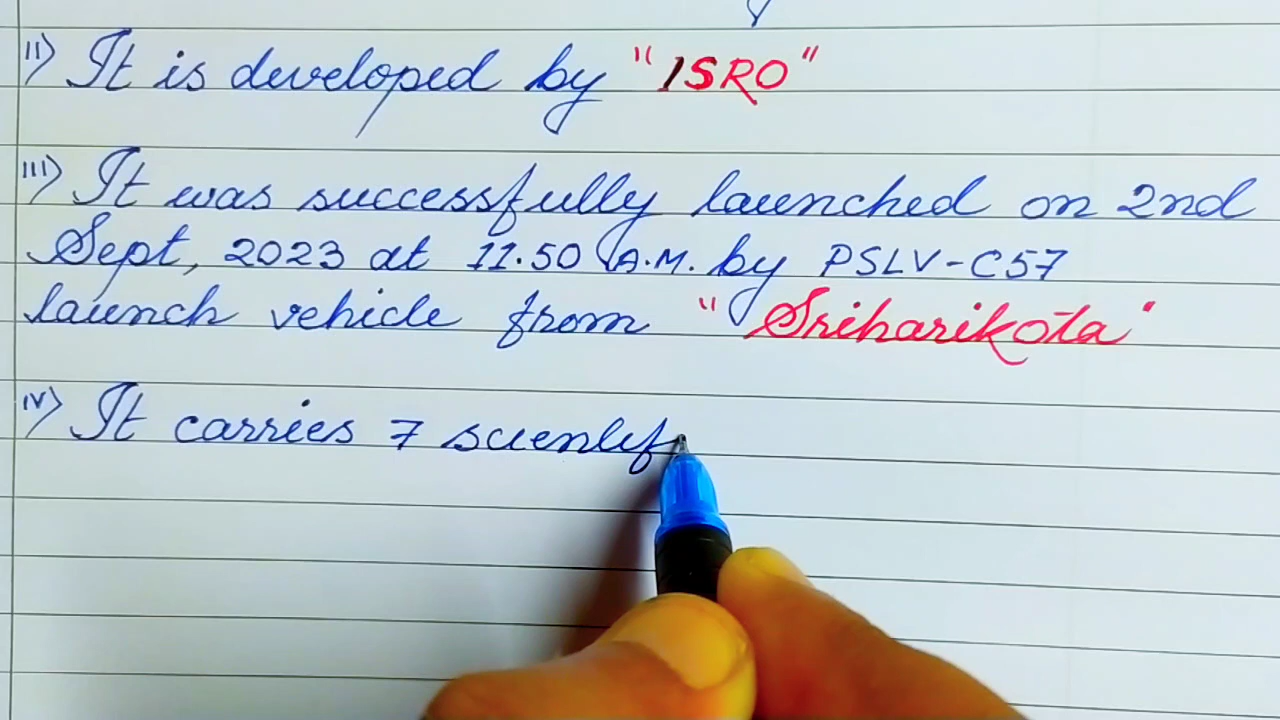 II) It is developed by "ISRO"
III) It was successfully launched on 2nd
Sept, 2023 at 11.50 A.M. by PSLV-C57
launch vehicle from "Sriharikota"
IV) It carries 7 scientif